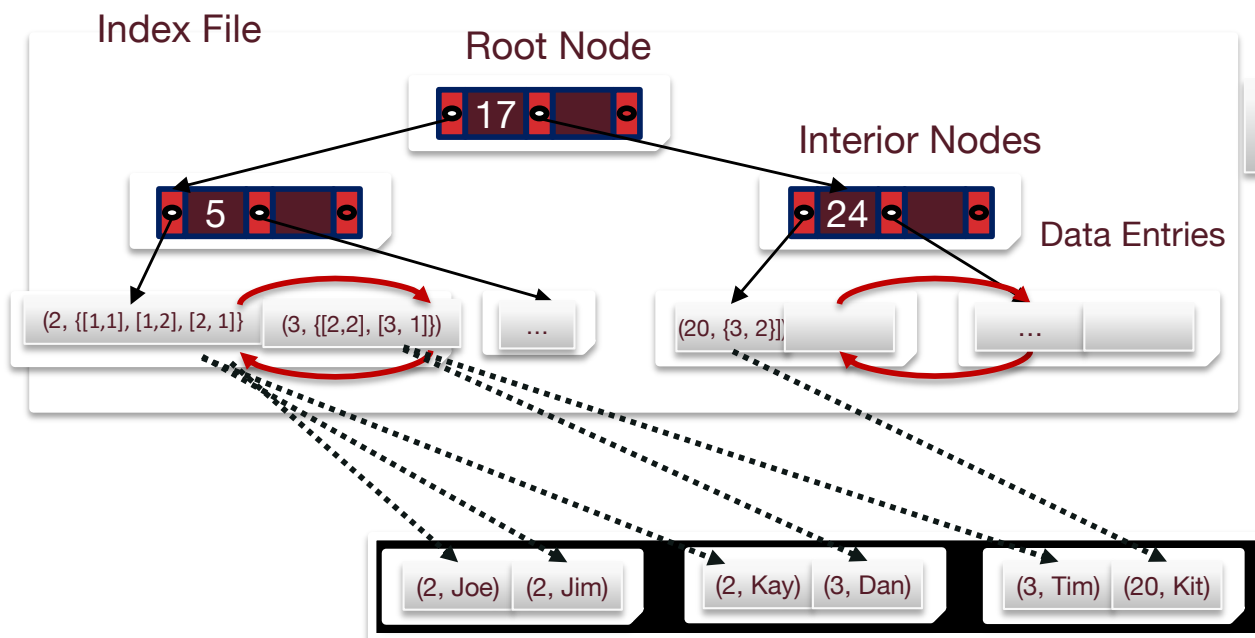 Index File
Root Node
17
Interior Nodes
5
24
Data Entries
(2, {[1,1], [1,2], [2, 1]}
(3, {[2,2], [3, 1]})
...
(20, {3, 2}])
...
(2, Joe) (2, Jim) (2, Kay) (3, Dan) (3, Tim) (20, Kit)